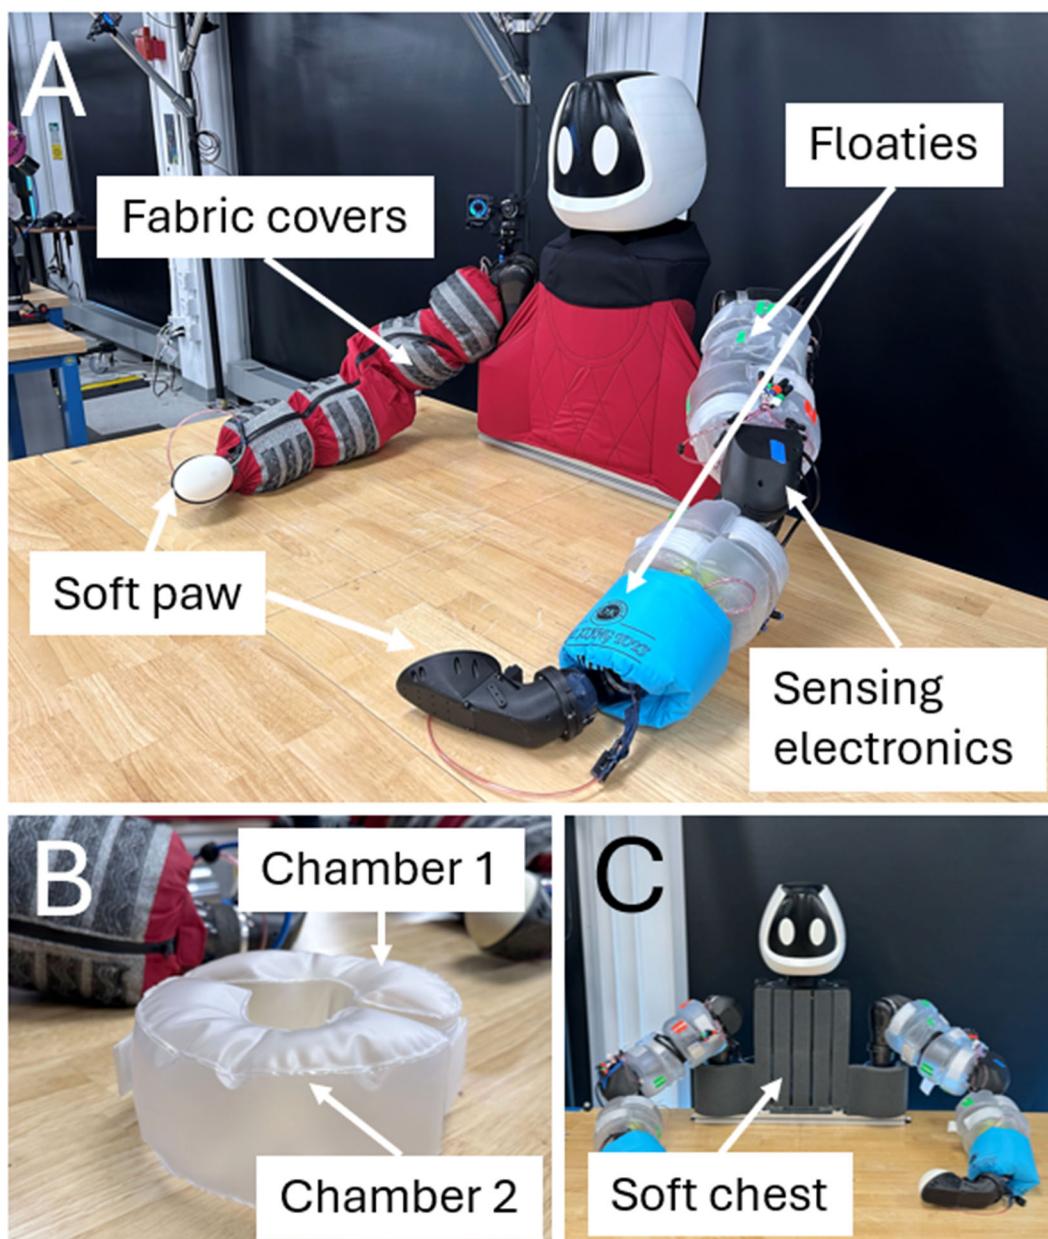 A
Floaties
Fabric covers
Soft paw
Sensing
electronics
B
Chamber 1
Chamber 2
C
Soft chest